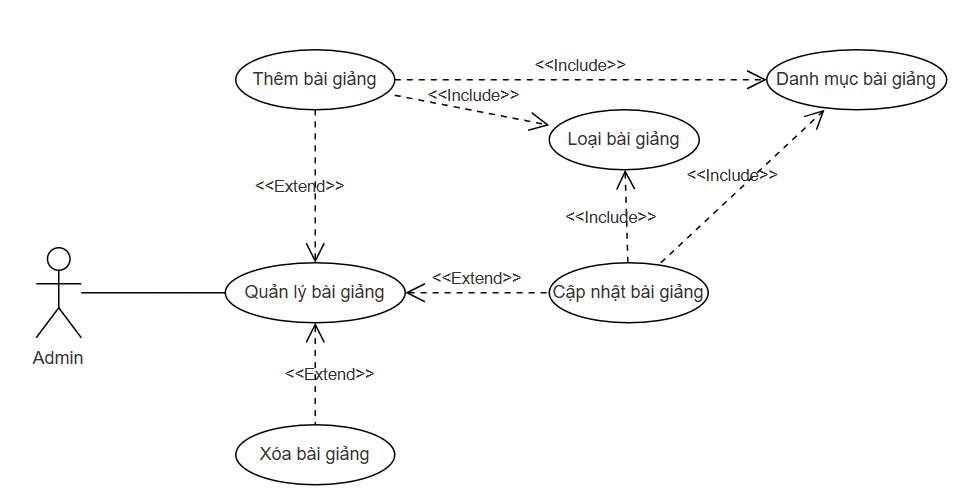 <<Include>>
Thêm bài giảng
Danh mục bài giảng
<<Include>>
Loại bài giảng
<<Include>>
<<Extend>>
<<Include>>
<<Extend>>
Quản lý bài giảng
Cập nhật bài giảng
Admin
<<Extend>>
Xóa bài giảng